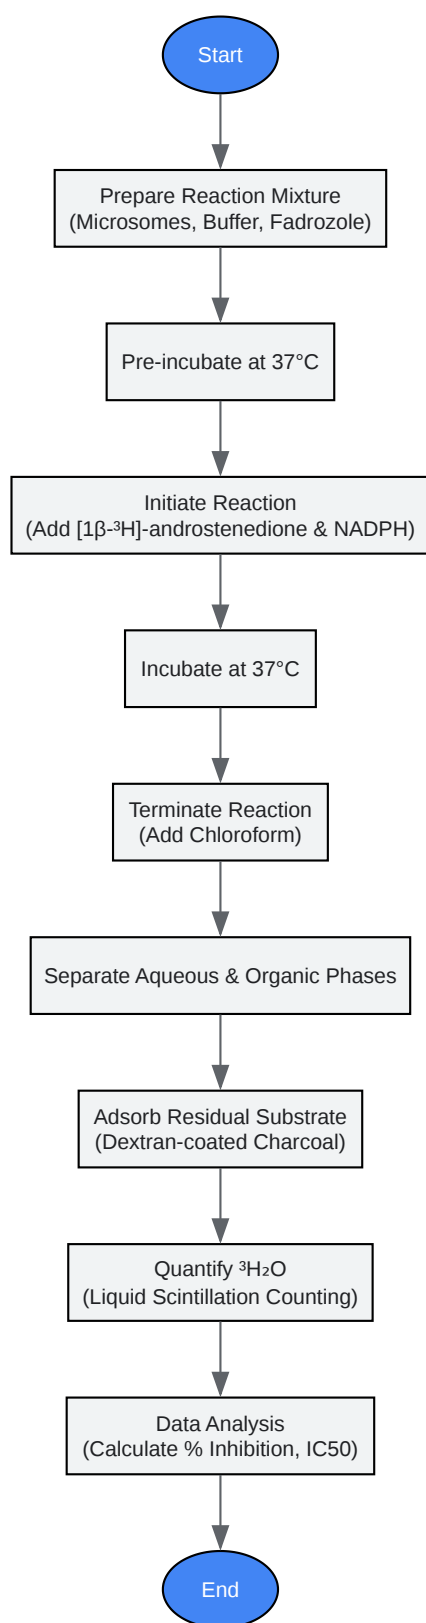 Start
Prepare Reaction Mixture
(Microsomes, Buffer, Fadrozole)
Pre-incubate at 37°C
Initiate Reaction
(Add [1β-³H]-androstenedione & NADPH)
Incubate at 37°C
Terminate Reaction
(Add Chloroform)
Separate Aqueous & Organic Phases
Adsorb Residual Substrate
(Dextran-coated Charcoal)
Quantify ³H₂O
(Liquid Scintillation Counting)
Data Analysis
(Calculate % Inhibition, IC50)
End